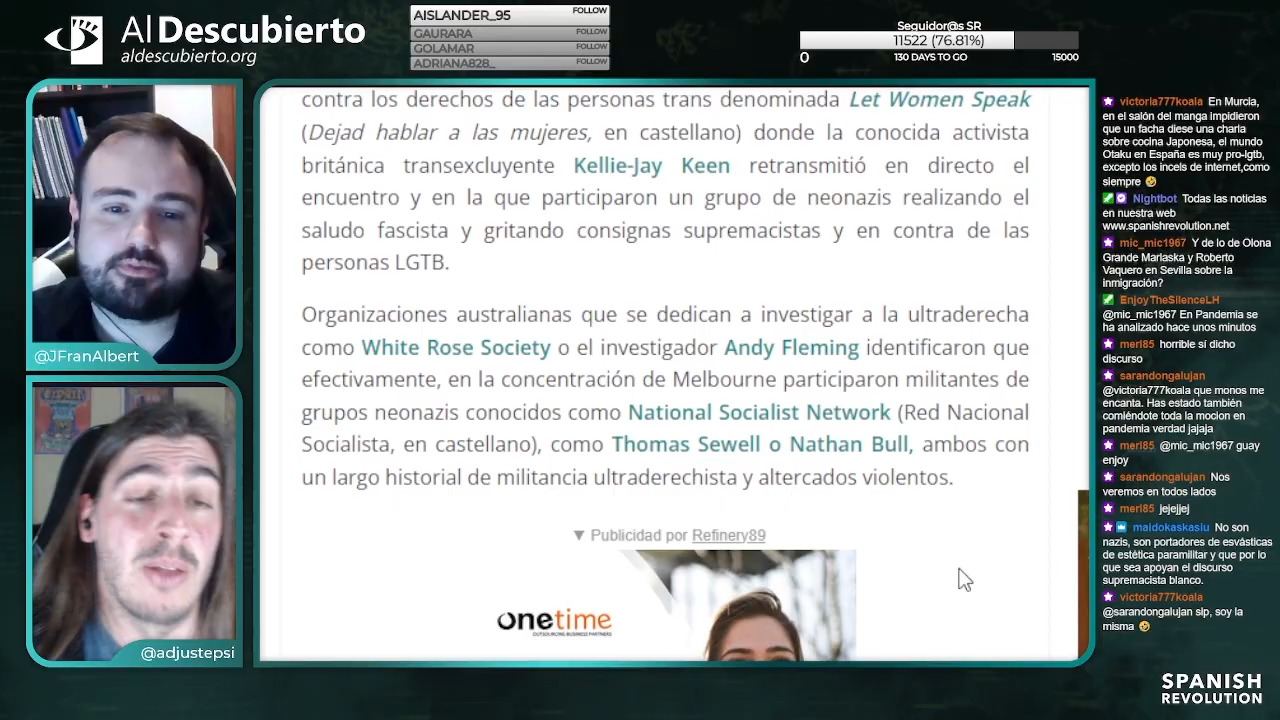 Al Descubierto
aldescubierto.org
AISLANDER_95 FOLLOW
GAURARA FOLLOW
GOLAMAR FOLLOW
ADRIANA828_ FOLLOW
Seguidor@s SR
11522 (76.81%)
0 130 DAYS TO GO 15000
@JFranAlbert
@adjustepsi
contra los derechos de las personas trans denominada Let Women Speak
(Dejad hablar a las mujeres, en castellano) donde la conocida activista
británica transexcluyente Kellie-Jay Keen retransmitió en directo el
encuentro y en la que participaron un grupo de neonazis realizando el
saludo fascista y gritando consignas supremacistas y en contra de las
personas LGTB.
Organizaciones australianas que se dedican a investigar a la ultraderecha
como White Rose Society o el investigador Andy Fleming identificaron que
efectivamente, en la concentración de Melbourne participaron militantes de
grupos neonazis conocidos como National Socialist Network (Red Nacional
Socialista, en castellano), como Thomas Sewell o Nathan Bull, ambos con
un largo historial de militancia ultraderechista y altercados violentos.
▼ Publicidad por Refinery89
onetime
OUTSOURCING BUSINESS PARTNERS
victoria777koala En Murcia,
en el salón del manga impidieron
que un facha diese una charla
sobre cocina Japonesa, el mundo
Otaku en España es muy pro-lgtb,
excepto los incels de internet,como
siempre 🤣
Nightbot Todas las noticias
en nuestra web
www.spanishrevolution.net
mic_mic1967 Y de lo de Olona
Grande Marlaska y Roberto
Vaquero en Sevilla sobre la
inmigración?
EnjoyTheSilenceLH
@mic_mic1967 En Pandemia se
ha analizado hace unos minutos
merl85 horrible sí dicho
discurso
sarandongalujan
@victoria777koala que monos me
encanta. Has estado también
comiéndote toda la mocion en
pandemia verdad jajaja
merl85 @mic_mic1967 guay
enjoy
sarandongalujan Nos
veremos en todos lados
merl85 jejejjej
maidokaskasiu No son
nazis, son portadores de esvásticas
de estética paramilitar y que por lo
que sea apoyan el discurso
supremacista blanco.
victoria777koala
@sarandongalujan sip, soy la
misma 🤣
SPANISH
REVOLUTION